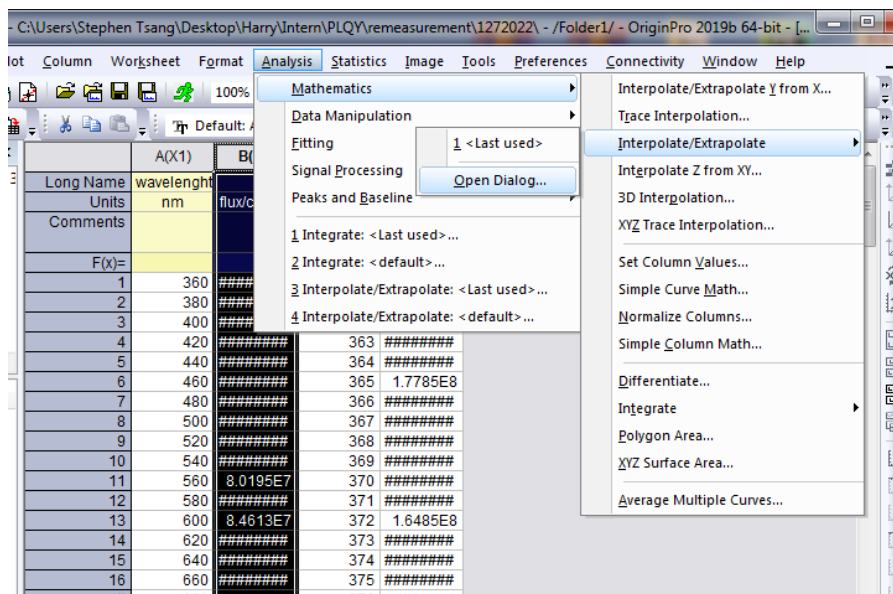 - C:\Users\Stephen Tsang\Desktop\Harry\Intern\PLQY\remeasurement\1272022\ - /Folder1/ - OriginPro 2019b 64-bit - [...
lot Column Worksheet Format Analysis Statistics Image Tools Preferences Connectivity Window Help
100%
Default: A
Mathematics
Data Manipulation
Fitting
Signal Processing
Peaks and Baseline
1 Integrate: <Last used>...
2 Integrate: <default>...
3 Interpolate/Extrapolate: <Last used>...
4 Interpolate/Extrapolate: <default>...
1 <Last used>
Open Dialog...
Interpolate/Extrapolate Y from X...
Trace Interpolation...
Interpolate/Extrapolate
Interpolate Z from XY...
3D Interpolation...
XYZ Trace Interpolation...
Set Column Values...
Simple Curve Math...
Normalize Columns...
Simple Column Math...
Differentiate...
Integrate
Polygon Area...
XYZ Surface Area...
Average Multiple Curves...
A(X1) B(
Long Name wavelenght
Units nm flux/c
Comments
F(x)=
1 360 ####
2 380 ####
3 400 ####
4 420 ######## 363 ########
5 440 ######## 364 ########
6 460 ######## 365 1.7785E8
7 480 ######## 366 ########
8 500 ######## 367 ########
9 520 ######## 368 ########
10 540 ######## 369 ########
11 560 8.0195E7 370 ########
12 580 ######## 371 ########
13 600 8.4613E7 372 1.6485E8
14 620 ######## 373 ########
15 640 ######## 374 ########
16 660 ######## 375 ########